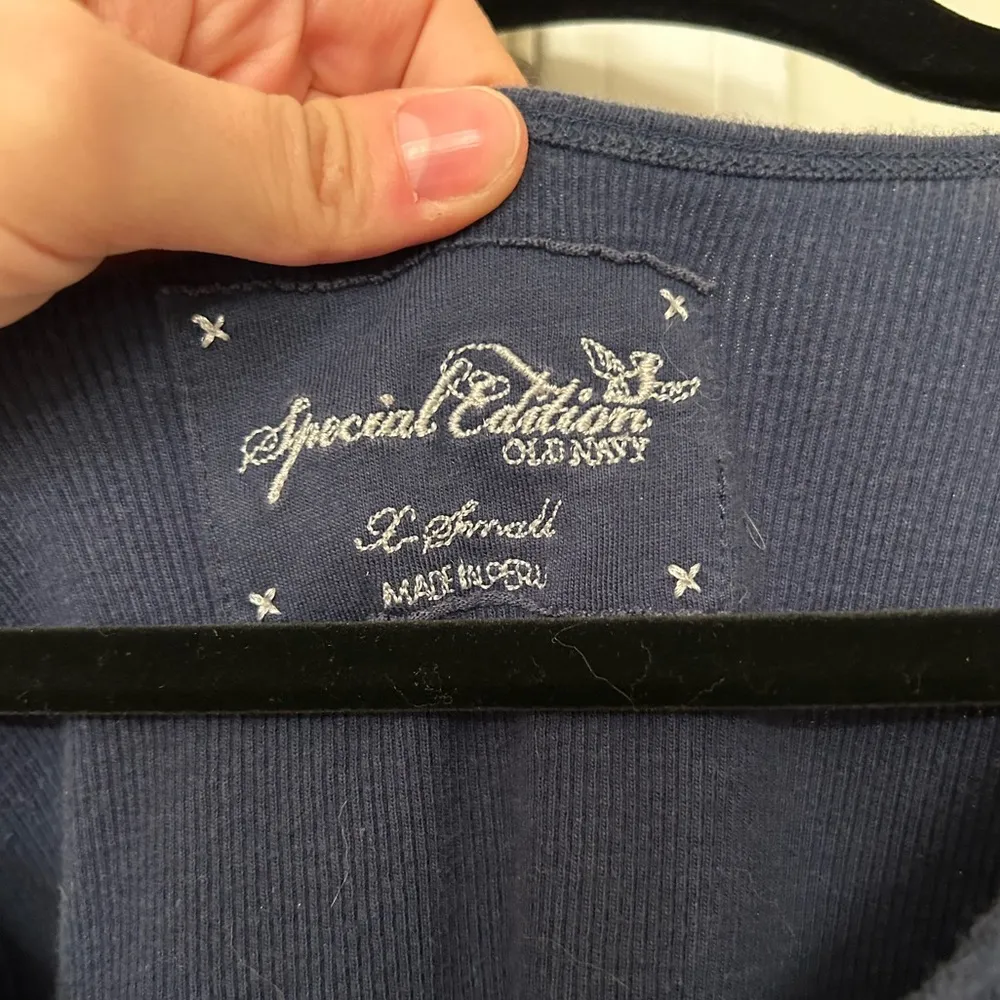 Special Edition
OLD NAVY
X-Small
MADE IN PERU